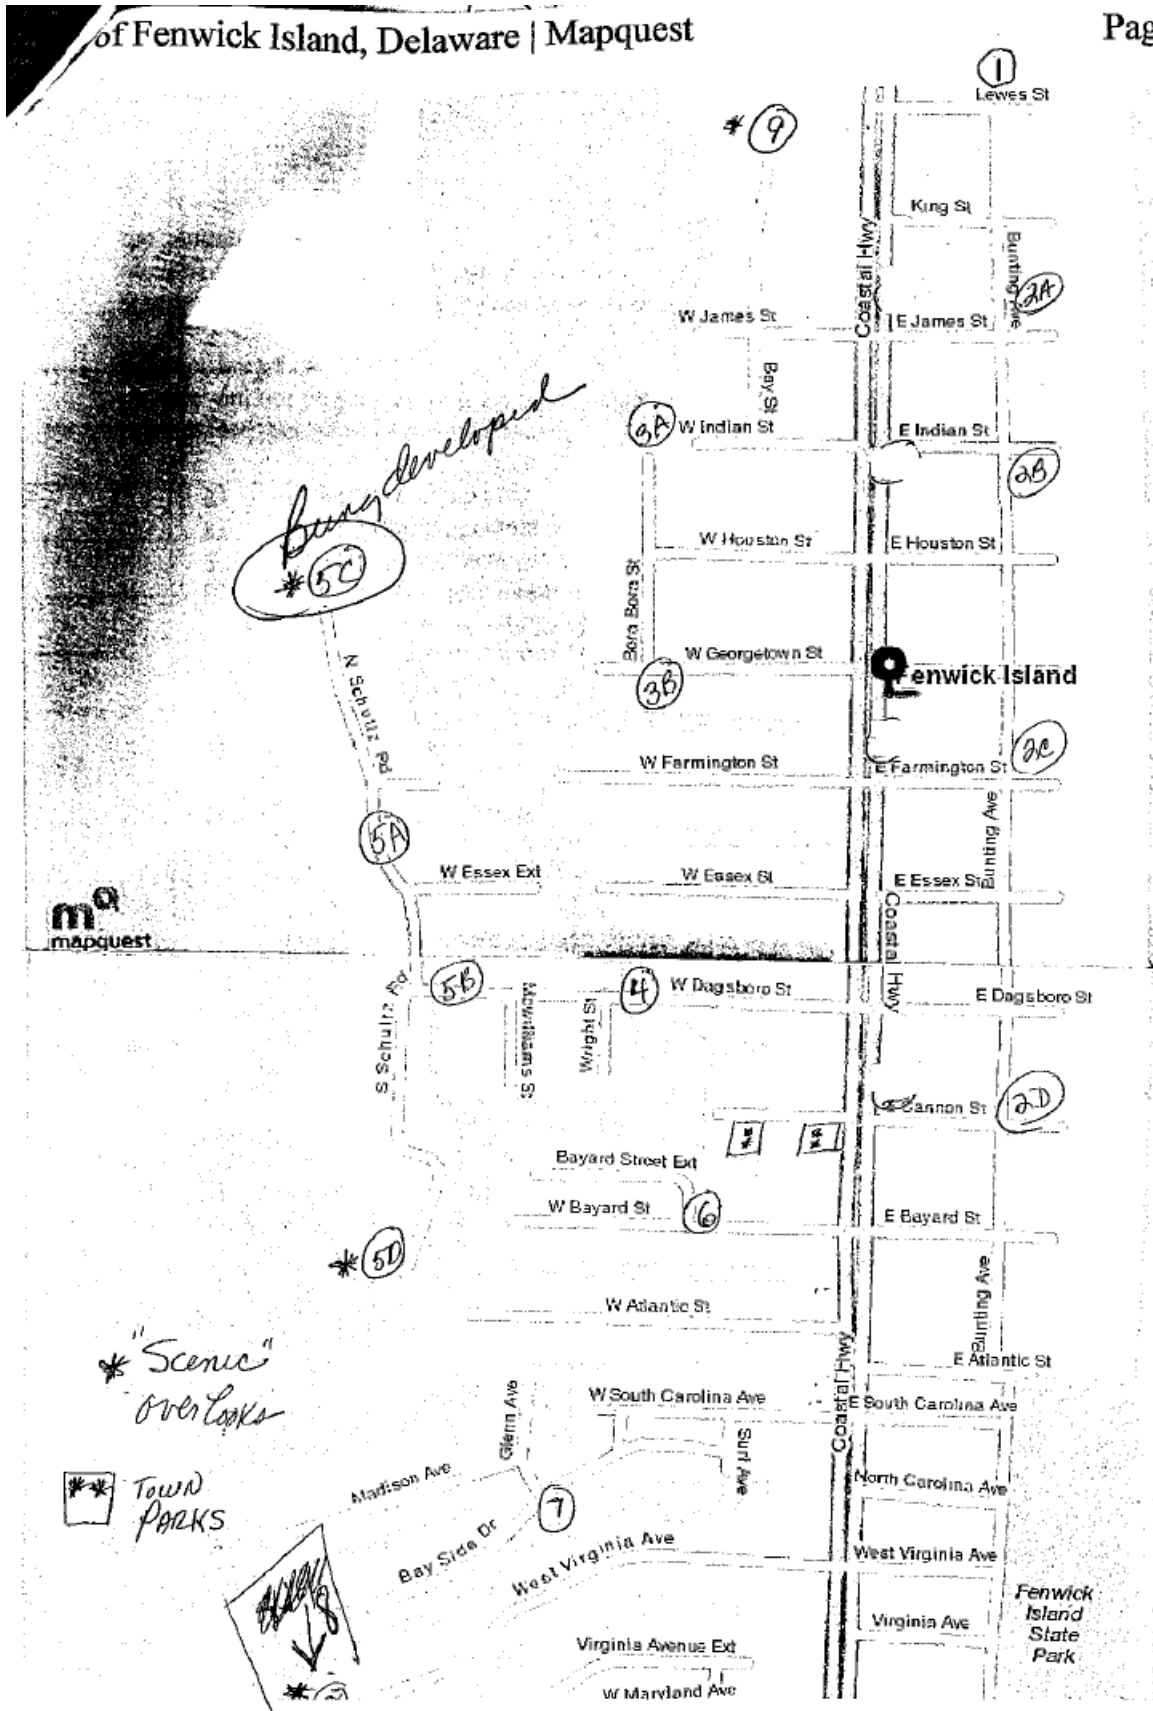 of Fenwick Island, Delaware | Mapquest
Pag
1
Lewes St
* 9
King St
Coastal Hwy
Bunting Ave
2A
W James St
E James St
Bay St
3A
W Indian St
E Indian St
2B
Being developed
* 5C
W Houston St
E Houston St
Bora Bora St
W Georgetown St
Fenwick Island
3B
N Schultz Rd
W Farmington St
E Farmington St
2C
Bunting Ave
5A
W Essex Ext
W Essex St
E Essex St
mq
mapquest
Coastal Hwy
5B
4
W Dagsboro St
E Dagsboro St
S Schultz Rd
McWilliams St
Wright St
Cannon St
2D
**
**
Bayard Street Ext
W Bayard St
6
E Bayard St
* 5D
Bunting Ave
W Atlantic St
E Atlantic St
* "Scenic"
overlooks
Coastal Hwy
Glenn Ave
W South Carolina Ave
E South Carolina Ave
Surf Ave
** TOWN
PARKS
Madison Ave
North Carolina Ave
7
Bay Side Dr
West Virginia Ave
West Virginia Ave
8
Fenwick
Island
State
Park
Virginia Ave
Virginia Avenue Ext
W Maryland Ave
*